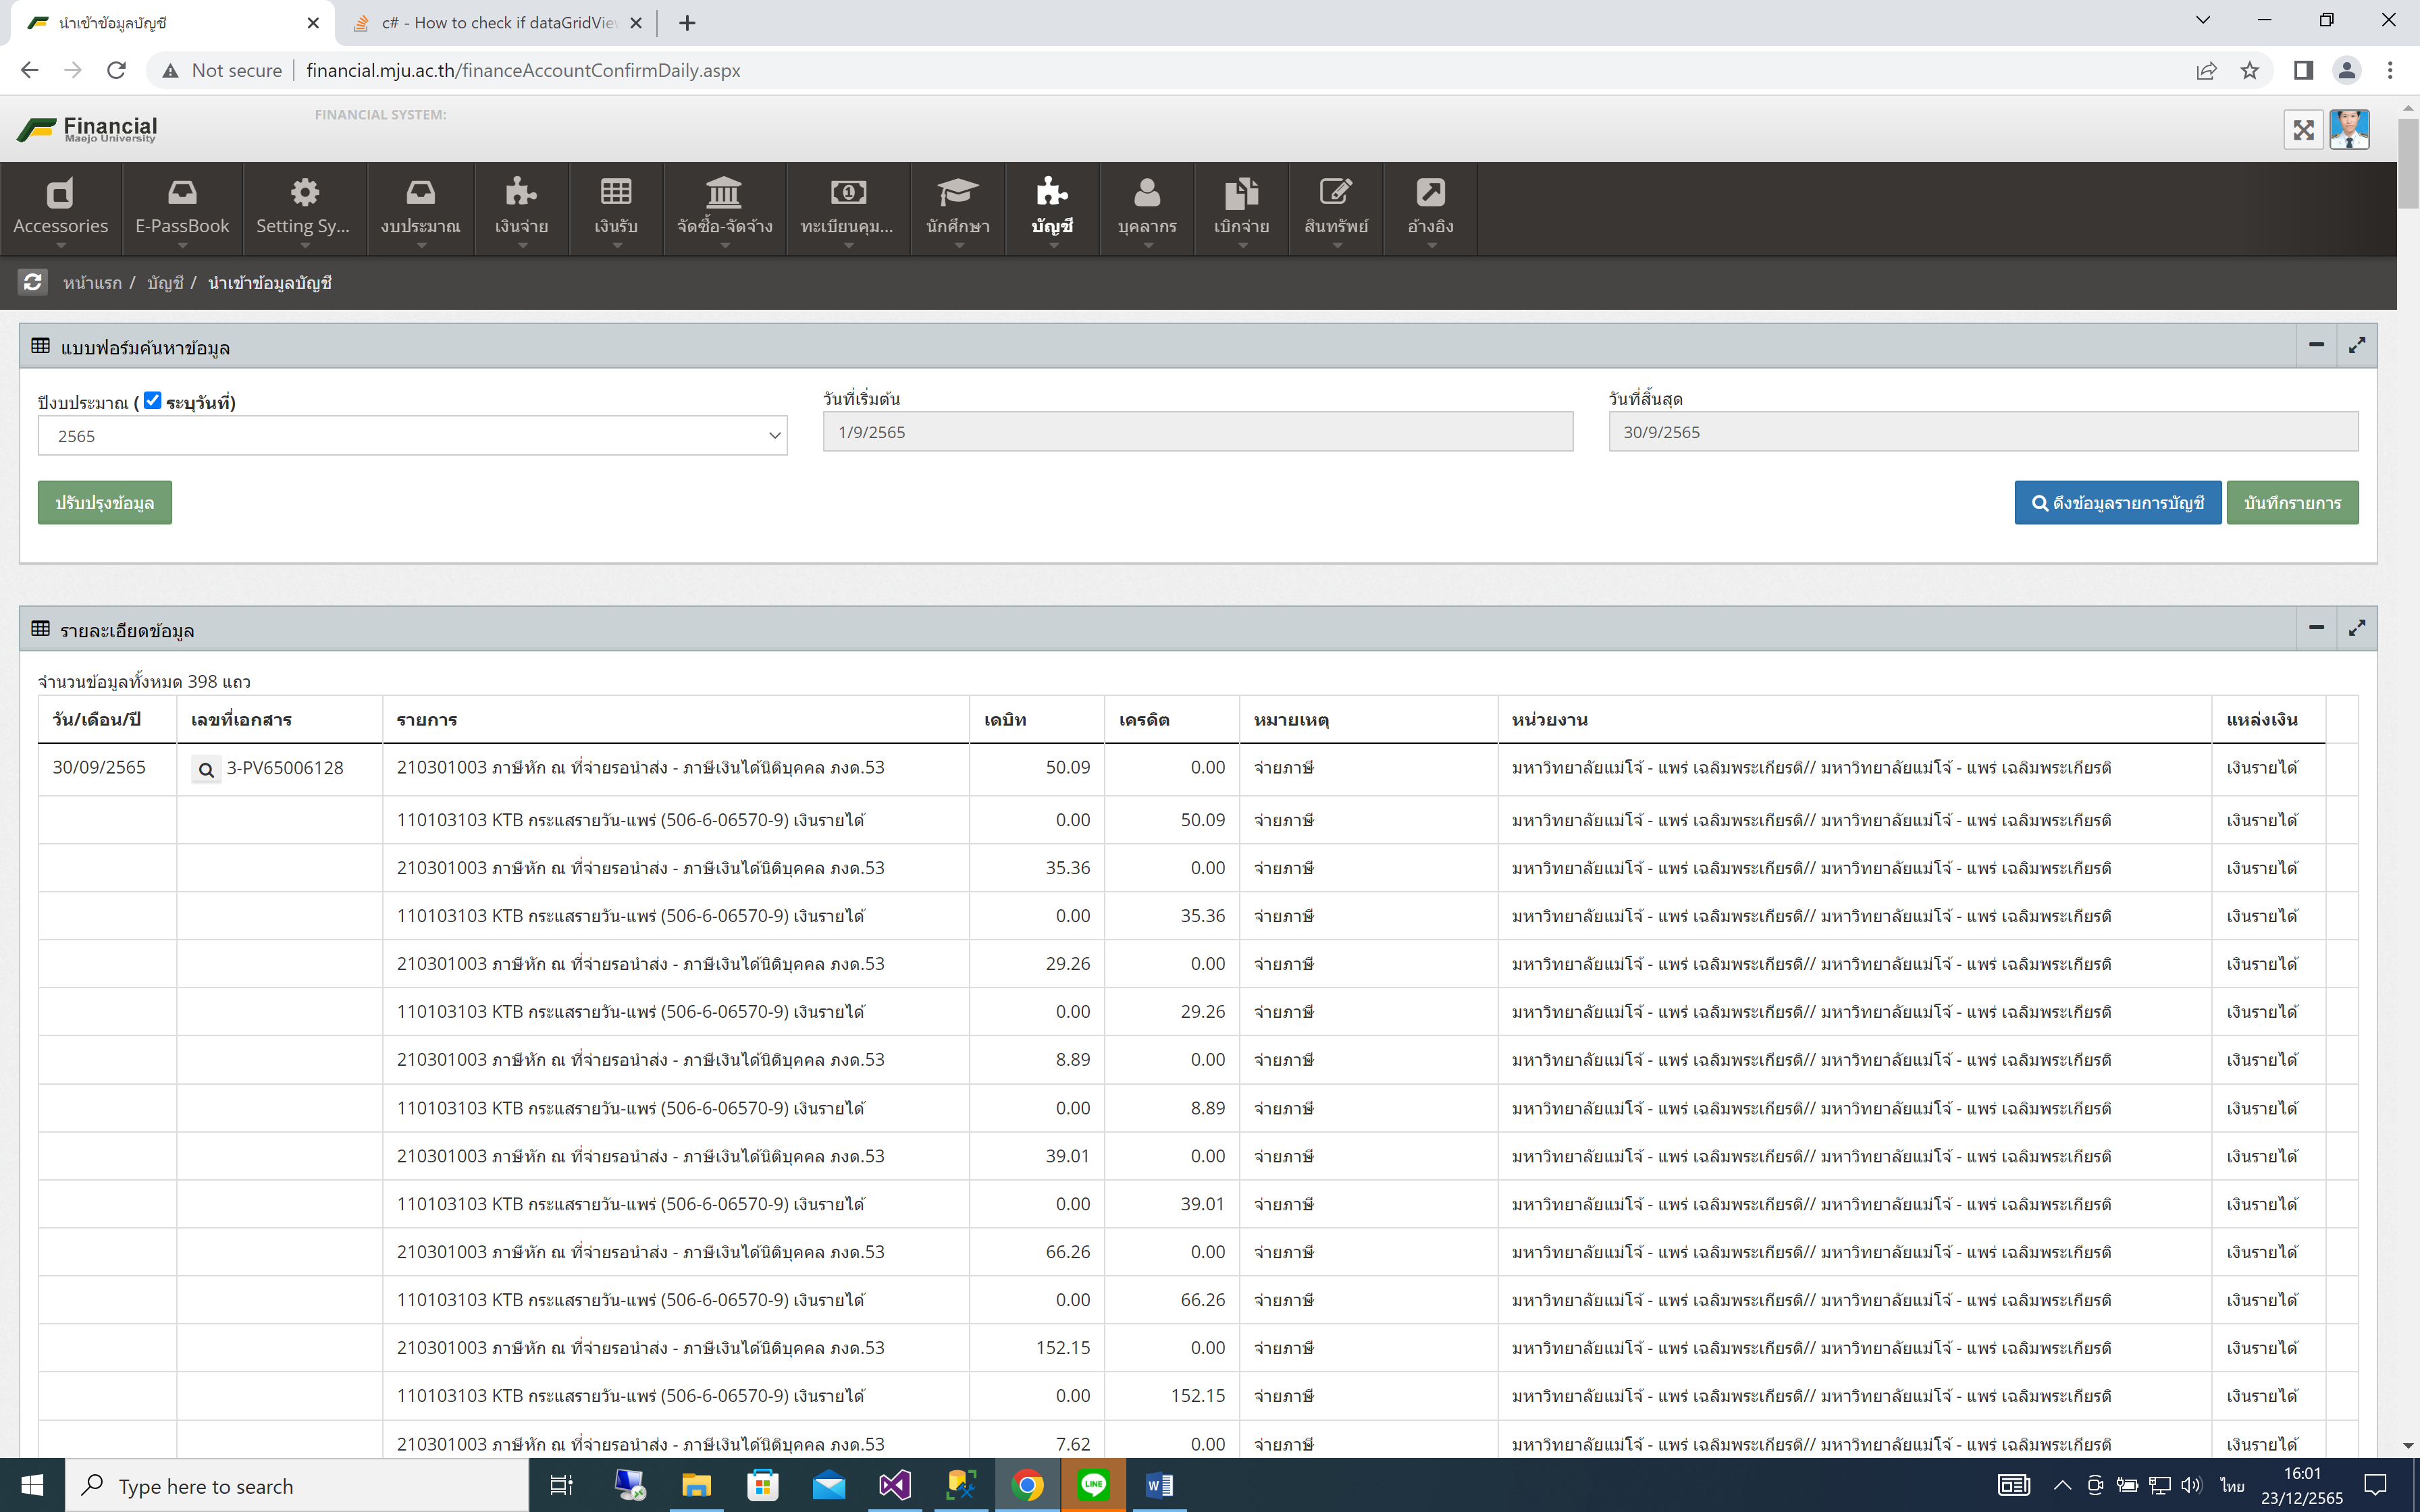 นำเข้าข้อมูลบัญชี
c# - How to check if dataGridVie
Not secure
financial.mju.ac.th/financeAccountConfirmDaily.aspx
Financial
Maejo University
FINANCIAL SYSTEM:
Accessories E-PassBook Setting Sy... งบประมาณ เงินจ่าย เงินรับ จัดซื้อ-จัดจ้าง ทะเบียนคุม... นักศึกษา บัญชี บุคลากร เบิกจ่าย สินทรัพย์ อ้างอิง
หน้าแรก / บัญชี / นำเข้าข้อมูลบัญชี
แบบฟอร์มค้นหาข้อมูล
ปีงบประมาณ ( ระบุวันที่) วันที่เริ่มต้น วันที่สิ้นสุด
2565 1/9/2565 30/9/2565
ปรับปรุงข้อมูล ดึงข้อมูลรายการบัญชี บันทึกรายการ
รายละเอียดข้อมูล
จำนวนข้อมูลทั้งหมด 398 แถว
วัน/เดือน/ปี เลขที่เอกสาร รายการ เดบิท เครดิต หมายเหตุ หน่วยงาน แหล่งเงิน
30/09/2565 3-PV65006128 210301003 ภาษีหัก ณ ที่จ่ายรอนำส่ง - ภาษีเงินได้นิติบุคคล ภงด.53 50.09 0.00 จ่ายภาษี มหาวิทยาลัยแม่โจ้ - แพร่ เฉลิมพระเกียรติ// มหาวิทยาลัยแม่โจ้ - แพร่ เฉลิมพระเกียรติ เงินรายได้
110103103 KTB กระแสรายวัน-แพร่ (506-6-06570-9) เงินรายได้ 0.00 50.09 จ่ายภาษี มหาวิทยาลัยแม่โจ้ - แพร่ เฉลิมพระเกียรติ// มหาวิทยาลัยแม่โจ้ - แพร่ เฉลิมพระเกียรติ เงินรายได้
210301003 ภาษีหัก ณ ที่จ่ายรอนำส่ง - ภาษีเงินได้นิติบุคคล ภงด.53 35.36 0.00 จ่ายภาษี มหาวิทยาลัยแม่โจ้ - แพร่ เฉลิมพระเกียรติ// มหาวิทยาลัยแม่โจ้ - แพร่ เฉลิมพระเกียรติ เงินรายได้
110103103 KTB กระแสรายวัน-แพร่ (506-6-06570-9) เงินรายได้ 0.00 35.36 จ่ายภาษี มหาวิทยาลัยแม่โจ้ - แพร่ เฉลิมพระเกียรติ// มหาวิทยาลัยแม่โจ้ - แพร่ เฉลิมพระเกียรติ เงินรายได้
210301003 ภาษีหัก ณ ที่จ่ายรอนำส่ง - ภาษีเงินได้นิติบุคคล ภงด.53 29.26 0.00 จ่ายภาษี มหาวิทยาลัยแม่โจ้ - แพร่ เฉลิมพระเกียรติ// มหาวิทยาลัยแม่โจ้ - แพร่ เฉลิมพระเกียรติ เงินรายได้
110103103 KTB กระแสรายวัน-แพร่ (506-6-06570-9) เงินรายได้ 0.00 29.26 จ่ายภาษี มหาวิทยาลัยแม่โจ้ - แพร่ เฉลิมพระเกียรติ// มหาวิทยาลัยแม่โจ้ - แพร่ เฉลิมพระเกียรติ เงินรายได้
210301003 ภาษีหัก ณ ที่จ่ายรอนำส่ง - ภาษีเงินได้นิติบุคคล ภงด.53 8.89 0.00 จ่ายภาษี มหาวิทยาลัยแม่โจ้ - แพร่ เฉลิมพระเกียรติ// มหาวิทยาลัยแม่โจ้ - แพร่ เฉลิมพระเกียรติ เงินรายได้
110103103 KTB กระแสรายวัน-แพร่ (506-6-06570-9) เงินรายได้ 0.00 8.89 จ่ายภาษี มหาวิทยาลัยแม่โจ้ - แพร่ เฉลิมพระเกียรติ// มหาวิทยาลัยแม่โจ้ - แพร่ เฉลิมพระเกียรติ เงินรายได้
210301003 ภาษีหัก ณ ที่จ่ายรอนำส่ง - ภาษีเงินได้นิติบุคคล ภงด.53 39.01 0.00 จ่ายภาษี มหาวิทยาลัยแม่โจ้ - แพร่ เฉลิมพระเกียรติ// มหาวิทยาลัยแม่โจ้ - แพร่ เฉลิมพระเกียรติ เงินรายได้
110103103 KTB กระแสรายวัน-แพร่ (506-6-06570-9) เงินรายได้ 0.00 39.01 จ่ายภาษี มหาวิทยาลัยแม่โจ้ - แพร่ เฉลิมพระเกียรติ// มหาวิทยาลัยแม่โจ้ - แพร่ เฉลิมพระเกียรติ เงินรายได้
210301003 ภาษีหัก ณ ที่จ่ายรอนำส่ง - ภาษีเงินได้นิติบุคคล ภงด.53 66.26 0.00 จ่ายภาษี มหาวิทยาลัยแม่โจ้ - แพร่ เฉลิมพระเกียรติ// มหาวิทยาลัยแม่โจ้ - แพร่ เฉลิมพระเกียรติ เงินรายได้
110103103 KTB กระแสรายวัน-แพร่ (506-6-06570-9) เงินรายได้ 0.00 66.26 จ่ายภาษี มหาวิทยาลัยแม่โจ้ - แพร่ เฉลิมพระเกียรติ// มหาวิทยาลัยแม่โจ้ - แพร่ เฉลิมพระเกียรติ เงินรายได้
210301003 ภาษีหัก ณ ที่จ่ายรอนำส่ง - ภาษีเงินได้นิติบุคคล ภงด.53 152.15 0.00 จ่ายภาษี มหาวิทยาลัยแม่โจ้ - แพร่ เฉลิมพระเกียรติ// มหาวิทยาลัยแม่โจ้ - แพร่ เฉลิมพระเกียรติ เงินรายได้
110103103 KTB กระแสรายวัน-แพร่ (506-6-06570-9) เงินรายได้ 0.00 152.15 จ่ายภาษี มหาวิทยาลัยแม่โจ้ - แพร่ เฉลิมพระเกียรติ// มหาวิทยาลัยแม่โจ้ - แพร่ เฉลิมพระเกียรติ เงินรายได้
210301003 ภาษีหัก ณ ที่จ่ายรอนำส่ง - ภาษีเงินได้นิติบุคคล ภงด.53 7.62 0.00 จ่ายภาษี มหาวิทยาลัยแม่โจ้ - แพร่ เฉลิมพระเกียรติ// มหาวิทยาลัยแม่โจ้ - แพร่ เฉลิมพระเกียรติ เงินรายได้
Type here to search
LINE
ไทย
16:01
23/12/2565